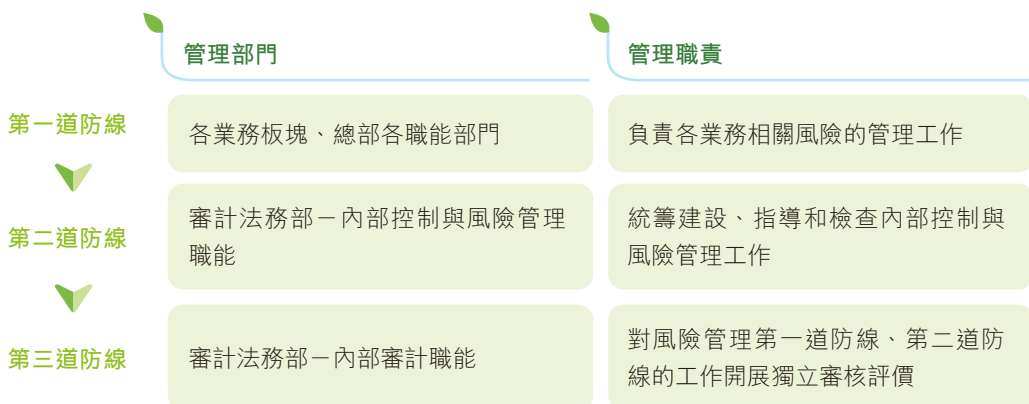 管理部門
管理職責
第一道防線
各業務板塊、總部各職能部門
負責各業務相關風險的管理工作
第二道防線
審計法務部－內部控制與風險管理
職能
統籌建設、指導和檢查內部控制與
風險管理工作
第三道防線
審計法務部－內部審計職能
對風險管理第一道防線、第二道防
線的工作開展獨立審核評價